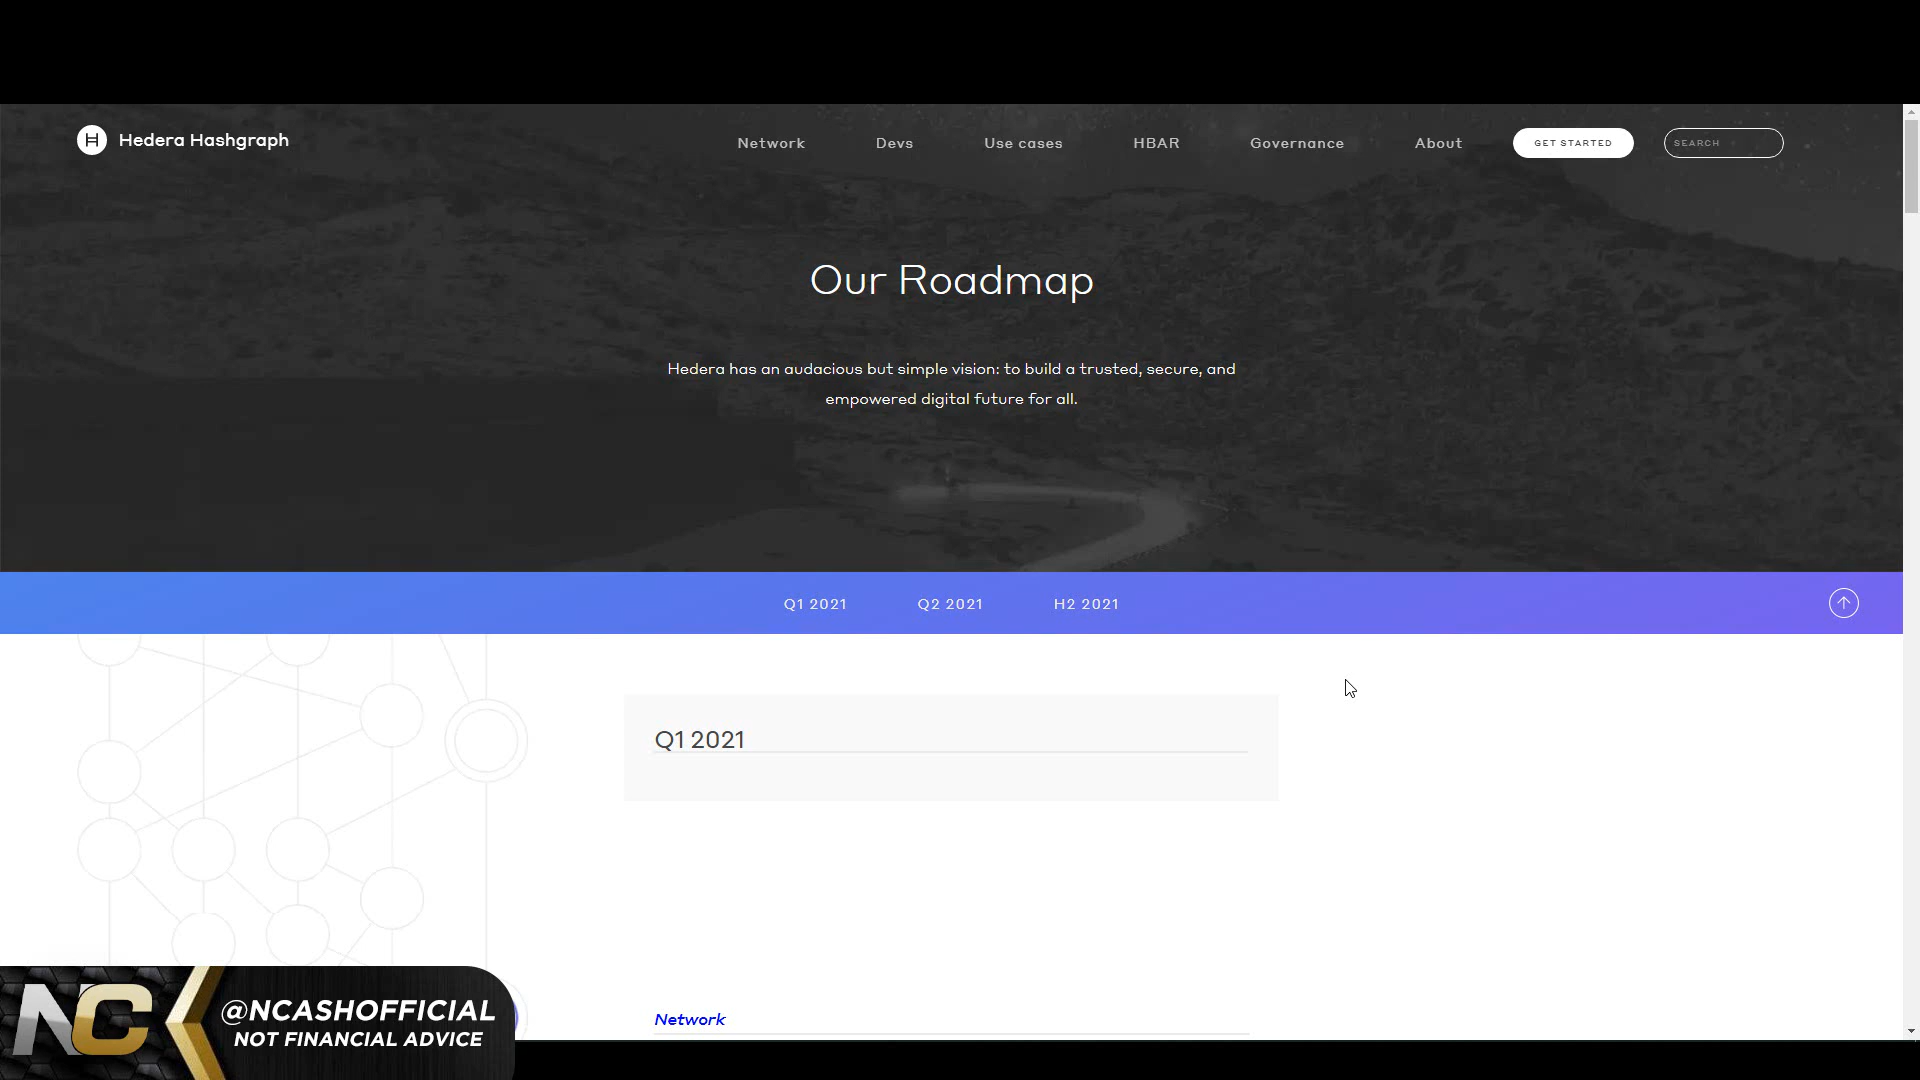 Hedera Hashgraph
Network
Devs
Use cases
HBAR
Governance
About
GET STARTED
SEARCH
Our Roadmap
Hedera has an audacious but simple vision: to build a trusted, secure, and
empowered digital future for all.
Q1 2021
Q2 2021
H2 2021
Q1 2021
Network
NC
@NCASHOFFICIAL
NOT FINANCIAL ADVICE